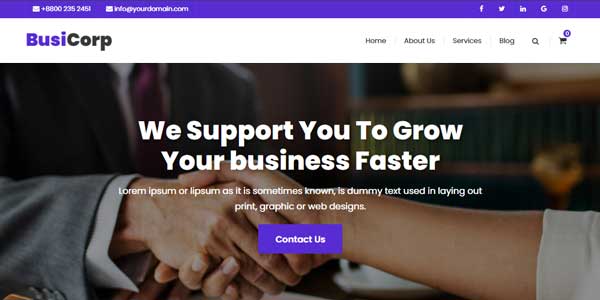 +8800 235 2451 info@yourdomain.com
BusiCorp
Home About Us Services Blog 0
We Support You To Grow
Your business Faster
Lorem ipsum or lipsum as it is sometimes known, is dummy text used in laying out
print, graphic or web designs.
Contact Us